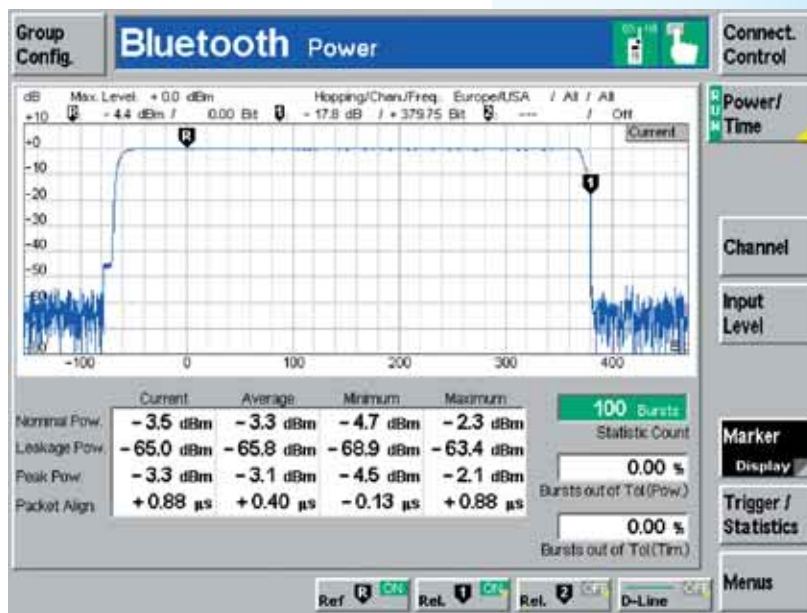 Group
Config.
Bluetooth Power
Connect.
Control
dB Max. Level: + 0.0 dBm Hopping/Chan./Freq. Europe/USA / All / All
+10 R - 4.4 dBm / 0.00 Bit 1 - 17.8 dB / + 379.75 Bit 2 --- / Off
Current
R
1
+0
-10
-20
-30
-40
-50
-60
-100 0 100 200 300 400
RUN
Power/
Time
Channel
Input
Level
Marker
Display
Trigger /
Statistics
Menus
Current Average Minimum Maximum
Nominal Pow. - 3.5 dBm - 3.3 dBm - 4.7 dBm - 2.3 dBm
Leakage Pow. - 65.0 dBm - 65.8 dBm - 68.9 dBm - 63.4 dBm
Peak Pow. - 3.3 dBm - 3.1 dBm - 4.5 dBm - 2.1 dBm
Packet Align. + 0.88 µs + 0.40 µs - 0.13 µs + 0.88 µs
100 Bursts
Statistic Count
0.00 %
Bursts out of Tol.(Pow.)
0.00 %
Bursts out of Tol.(Tim.)
Ref R ON
Rel. 1 ON
Rel. 2 OFF
D-Line OFF